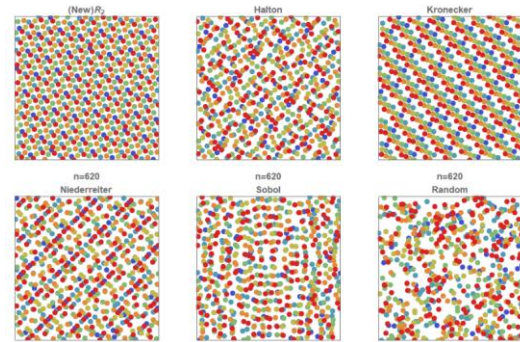 (New)R₂ Halton Kronecker
n=620 n=620 n=620
Niederreiter Sobol Random